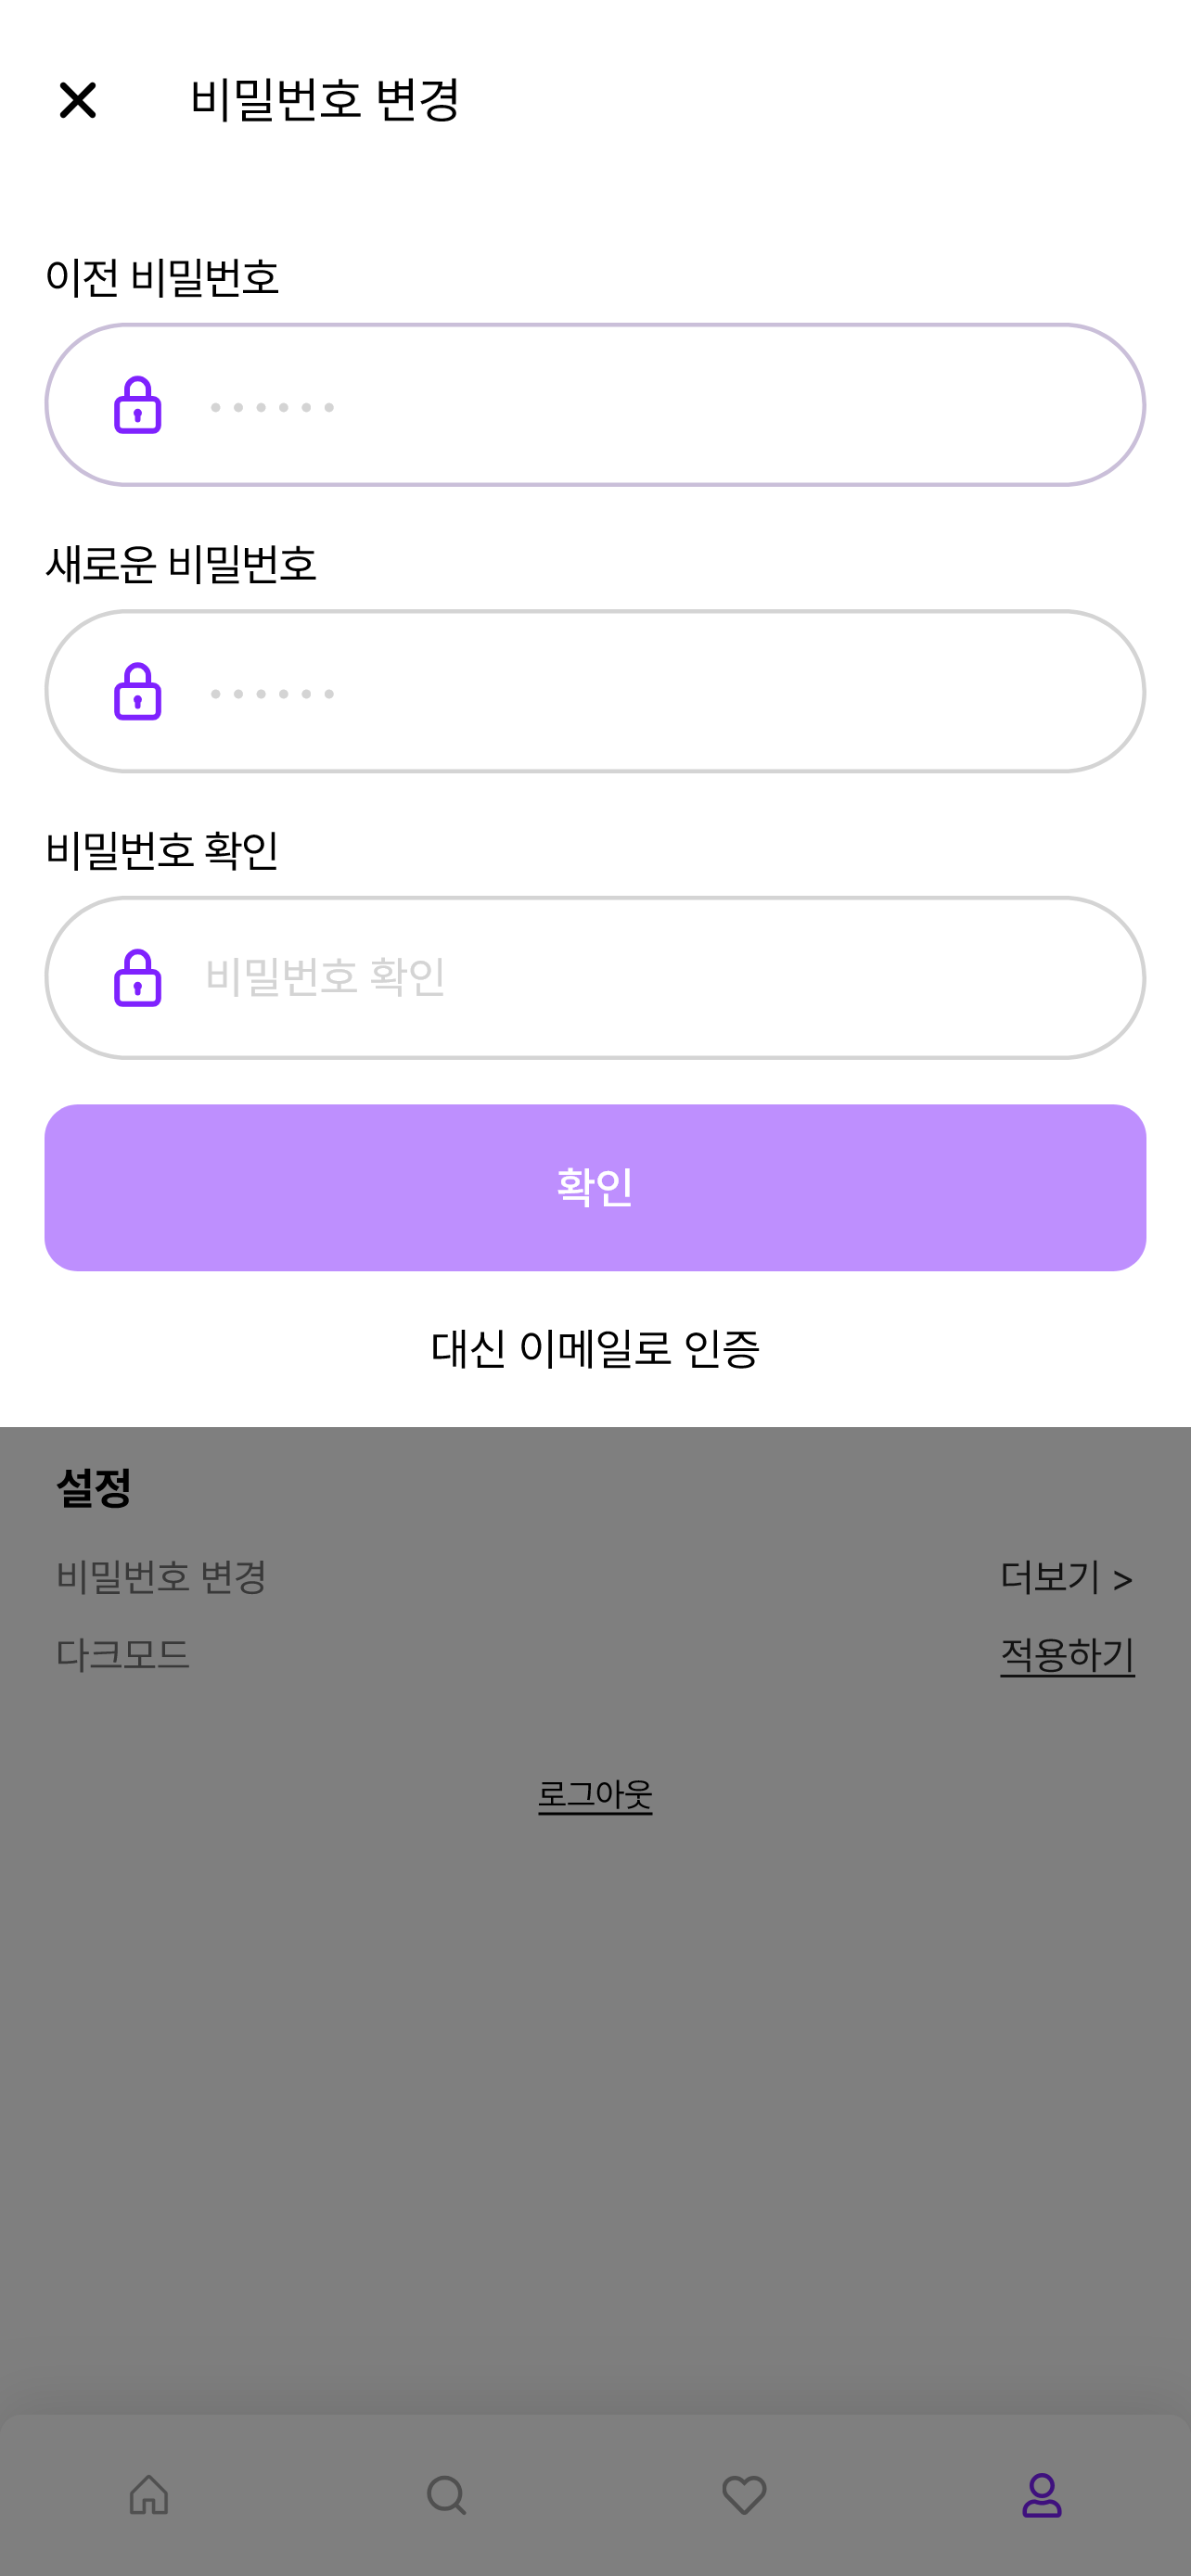 비밀번호 변경
이전 비밀번호
••••••
새로운 비밀번호
••••••
비밀번호 확인
비밀번호 확인
확인
대신 이메일로 인증
설정
비밀번호 변경 더보기 >
다크모드 적용하기
로그아웃